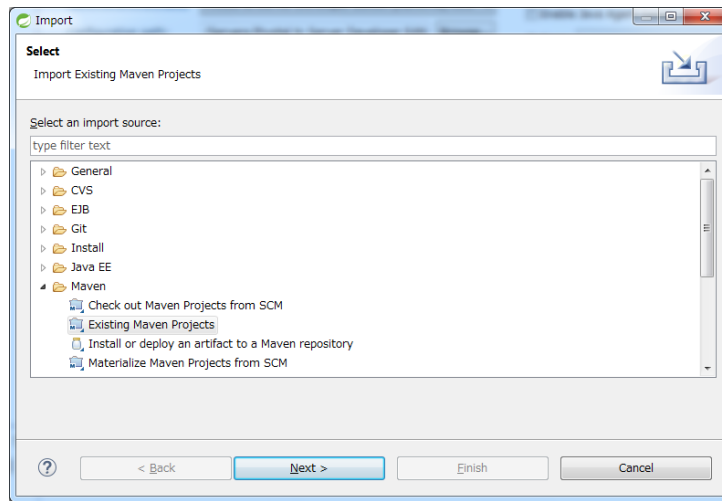 Import
Select
Import Existing Maven Projects
Select an import source:
type filter text
General
CVS
EJB
Git
Install
Java EE
Maven
Check out Maven Projects from SCM
Existing Maven Projects
Install or deploy an artifact to a Maven repository
Materialize Maven Projects from SCM
?
< Back
Next >
Finish
Cancel